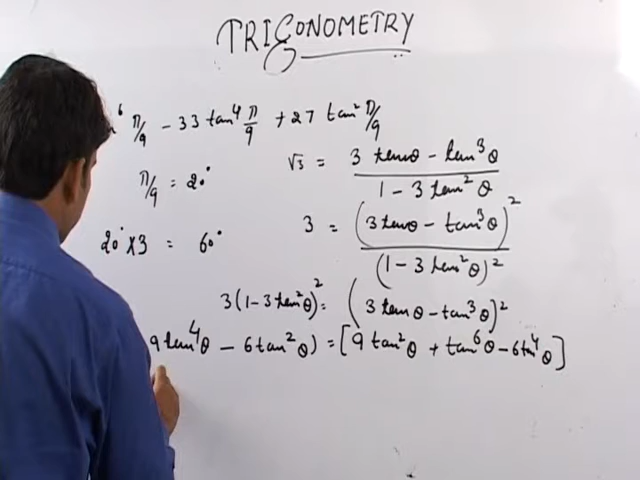 TRIGONOMETRY
⁶ π/9 - 33 tan⁴ π/9 + 27 tan² π/9
π/9 = 20°
√3 = 3 tanθ - tan³θ / 1 - 3 tan²θ
20° × 3 = 60°
3 = (3 tanθ - tan³θ)² / (1 - 3 tan²θ)²
3(1 - 3 tan²θ)² = (3 tanθ - tan³θ)²
9 tan⁴θ - 6 tan²θ) = [9 tan²θ + tan⁶θ - 6 tan⁴θ]